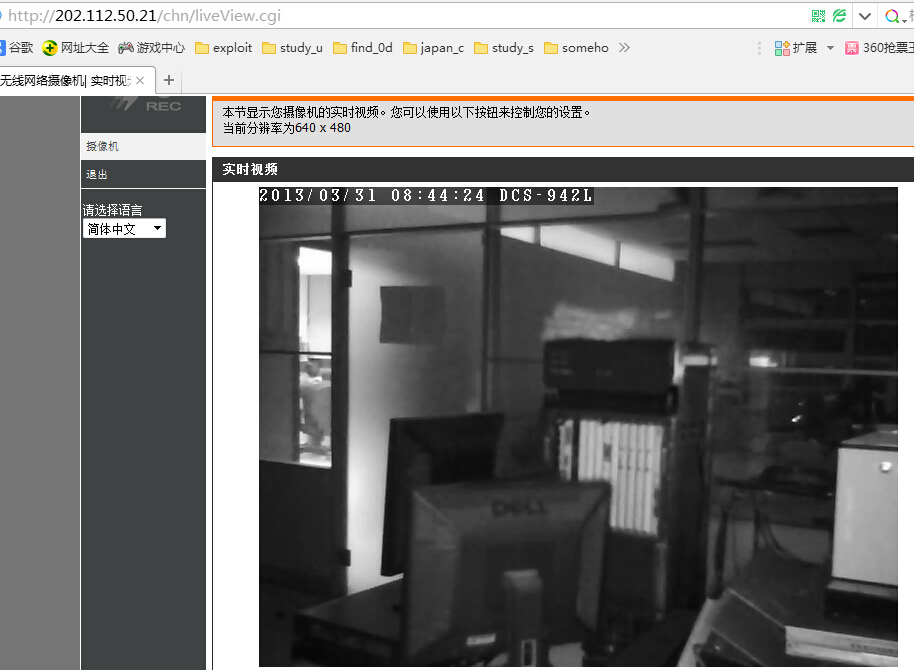 http://202.112.50.21/chn/liveView.cgi
谷歌 网址大全 游戏中心 exploit study_u find_0d japan_c study_s someho 扩展 360抢票王
无线网络摄像机| 实时视
REC
摄像机
退出
请选择语言
简体中文
本节显示您摄像机的实时视频。您可以使用以下按钮来控制您的设置。
当前分辨率为640 x 480
实时视频
2013/03/31 08:44:24 DCS-942L
DELL